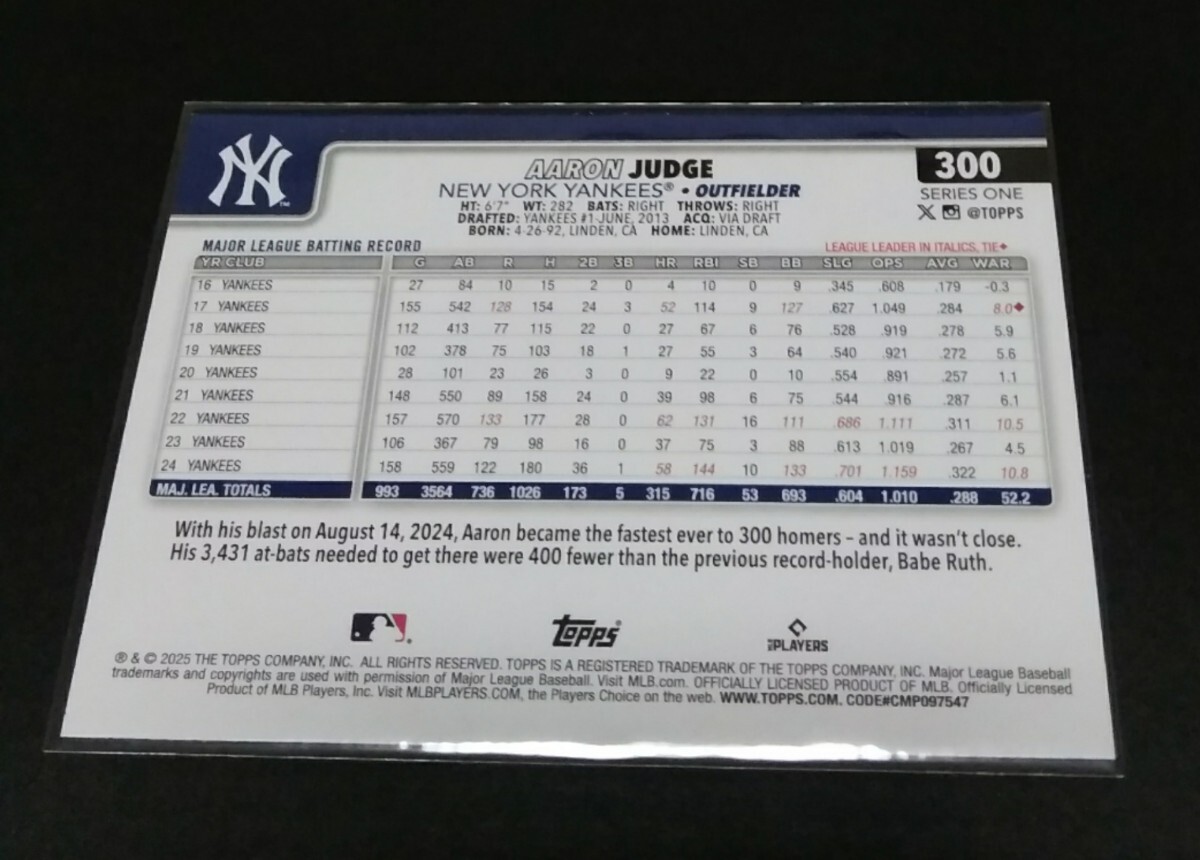 NY
AARON JUDGE
300
NEW YORK YANKEES® • OUTFIELDER
SERIES ONE
HT: 6'7" WT: 282 BATS: RIGHT THROWS: RIGHT
@TOPPS
DRAFTED: YANKEES #1-JUNE, 2013 ACQ: VIA DRAFT
BORN: 4-26-92, LINDEN, CA HOME: LINDEN, CA
MAJOR LEAGUE BATTING RECORD
LEAGUE LEADER IN ITALICS, TIE◆
YR CLUB G AB R H 2B 3B HR RBI SB BB SLG OPS AVG WAR
16 YANKEES 27 84 10 15 2 0 4 10 0 9 .345 .608 .179 -0.3
17 YANKEES 155 542 128 154 24 3 52 114 9 127 .627 1.049 .284 8.0◆
18 YANKEES 112 413 77 115 22 0 27 67 6 76 .528 .919 .278 5.9
19 YANKEES 102 378 75 103 18 1 27 55 3 64 .540 .921 .272 5.6
20 YANKEES 28 101 23 26 3 0 9 22 0 10 .554 .891 .257 1.1
21 YANKEES 148 550 89 158 24 0 39 98 6 75 .544 .916 .287 6.1
22 YANKEES 157 570 133 177 28 0 62 131 16 111 .686 1.111 .311 10.5
23 YANKEES 106 367 79 98 16 0 37 75 3 88 .613 1.019 .267 4.5
24 YANKEES 158 559 122 180 36 1 58 144 10 133 .701 1.159 .322 10.8
MAJ. LEA. TOTALS 993 3564 736 1026 173 5 315 716 53 693 .604 1.010 .288 52.2
With his blast on August 14, 2024, Aaron became the fastest ever to 300 homers – and it wasn't close.
His 3,431 at-bats needed to get there were 400 fewer than the previous record-holder, Babe Ruth.
topps®
MLB PLAYERS
® & © 2025 THE TOPPS COMPANY, INC. ALL RIGHTS RESERVED. TOPPS IS A REGISTERED TRADEMARK OF THE TOPPS COMPANY, INC. Major League Baseball
trademarks and copyrights are used with permission of Major League Baseball. Visit MLB.com. OFFICIALLY LICENSED PRODUCT OF MLB. Officially Licensed
Product of MLB Players, Inc. Visit MLBPLAYERS.COM, the Players Choice on the web. WWW.TOPPS.COM. CODE#CMP097547